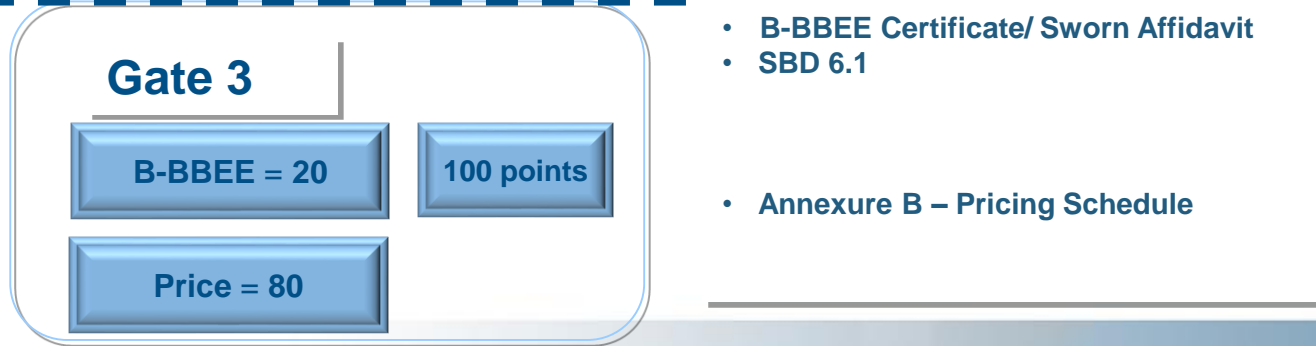 Gate 3
B-BBEE = 20
100 points
Price = 80
• B-BBEE Certificate/ Sworn Affidavit
• SBD 6.1
• Annexure B – Pricing Schedule